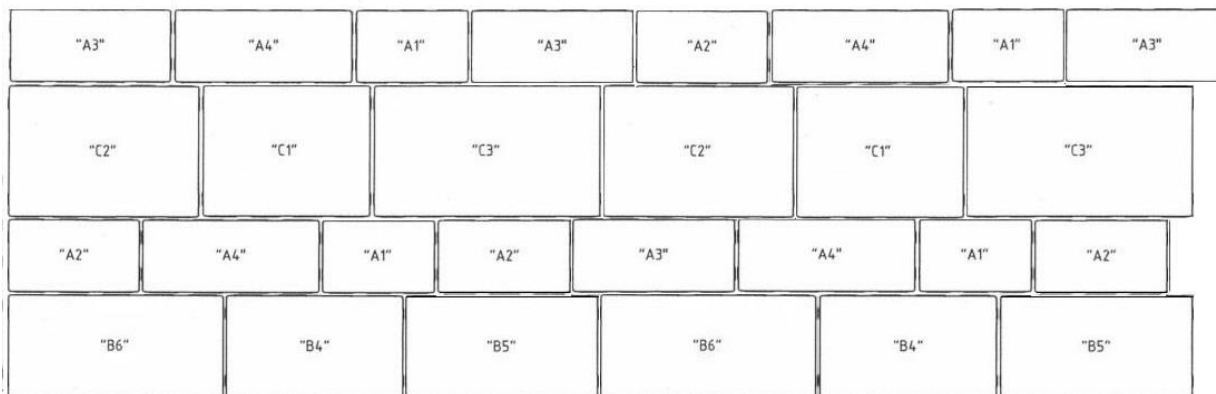 "A3" "A4" "A1" "A3" "A2" "A4" "A1" "A3"
"C2" "C1" "C3" "C2" "C1" "C3"
"A2" "A4" "A1" "A2" "A3" "A4" "A1" "A2"
"B6" "B4" "B5" "B6" "B4" "B5"